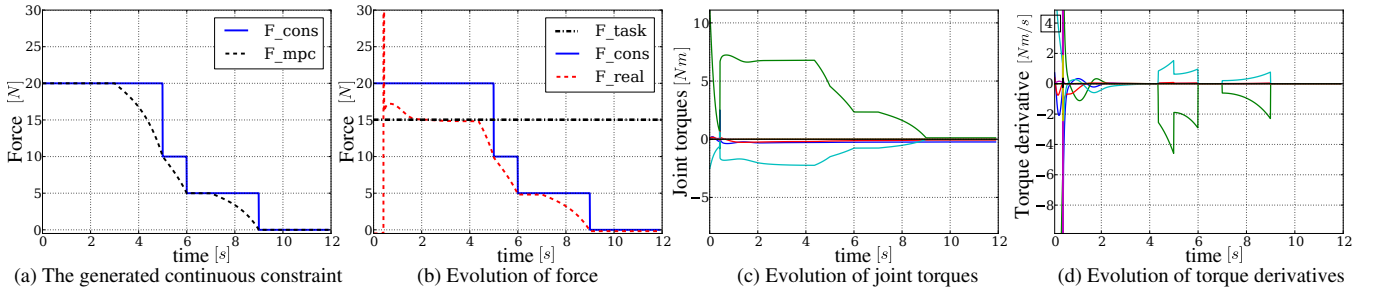 30
25
20
15
10
5
0
0 2 4 6 8 10 12
Force [N]
time [s]
F_cons
F_mpc
(a) The generated continuous constraint
30
25
20
15
10
5
0
0 2 4 6 8 10 12
Force [N]
time [s]
F_task
F_cons
F_real
(b) Evolution of force
10
5
0
−5
0 2 4 6 8 10 12
Joint torques [Nm]
time [s]
(c) Evolution of joint torques
4
4
2
0
−2
−4
−6
−8
0 2 4 6 8 10 12
Torque derivative [Nm/s]
time [s]
(d) Evolution of torque derivatives